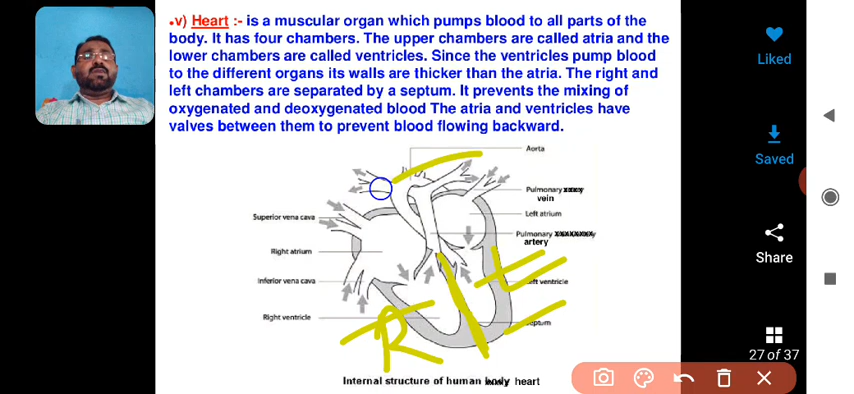 •v) Heart :- is a muscular organ which pumps blood to all parts of the
body. It has four chambers. The upper chambers are called atria and the
lower chambers are called ventricles. Since the ventricles pump blood
to the different organs its walls are thicker than the atria. The right and
left chambers are separated by a septum. It prevents the mixing of
oxygenated and deoxygenated blood The atria and ventricles have
valves between them to prevent blood flowing backward.
Aorta
Pulmonary
vein
Superior vena cava
Left atrium
Pulmonary
artery
Right atrium
Inferior vena cava
Left ventricle
Right ventricle
Septum
R
Internal structure of human body heart
Liked
Saved
Share
27 of 37